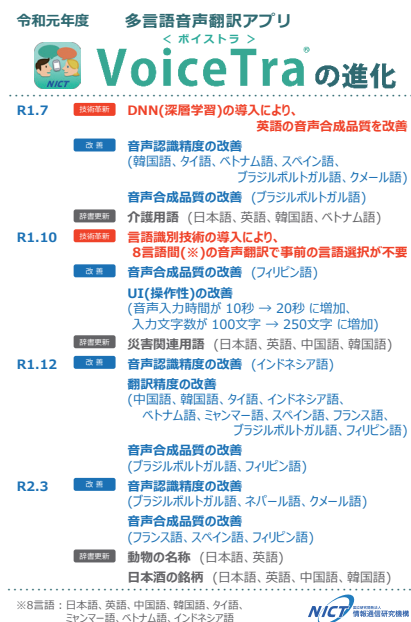 令和元年度 多言語音声翻訳アプリ
＜ ボイストラ ＞
NICT
VoiceTra® の進化
R1.7 技術革新 DNN(深層学習)の導入により、
英語の音声合成品質を改善
改 善 音声認識精度の改善
(韓国語、タイ語、ベトナム語、スペイン語、
ブラジルポルトガル語、クメール語)
音声合成品質の改善 (ブラジルポルトガル語)
辞書更新 介護用語 (日本語、英語、韓国語、ベトナム語)
R1.10 技術革新 言語識別技術の導入により、
8言語間(※)の音声翻訳で事前の言語選択が不要
改 善 音声合成品質の改善 (フィリピン語)
UI(操作性)の改善
(音声入力時間が 10秒 → 20秒 に増加、
入力文字数が 100文字 → 250文字 に増加)
辞書更新 災害関連用語 (日本語、英語、中国語、韓国語)
R1.12 改 善 音声認識精度の改善 (インドネシア語)
翻訳精度の改善
(中国語、韓国語、タイ語、インドネシア語、
ベトナム語、ミャンマー語、スペイン語、フランス語、
ブラジルポルトガル語、フィリピン語)
音声合成品質の改善
(ブラジルポルトガル語、フィリピン語)
R2.3 改 善 音声認識精度の改善
(ブラジルポルトガル語、ネパール語、クメール語)
音声合成品質の改善
(フランス語、スペイン語、フィリピン語)
辞書更新 動物の名称 (日本語、英語)
日本酒の銘柄 (日本語、英語、中国語、韓国語)
※8言語：日本語、英語、中国語、韓国語、タイ語、
ミャンマー語、ベトナム語、インドネシア語
NICT 国立研究開発法人
情報通信研究機構